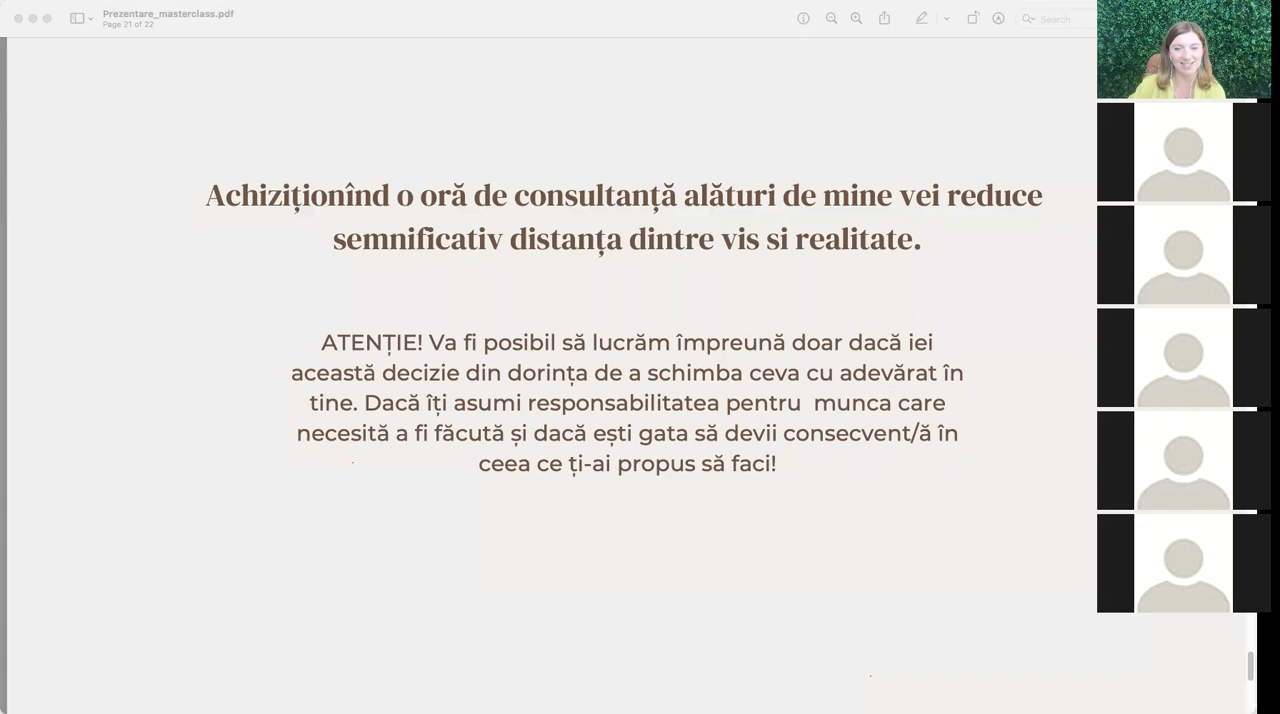 Prezentare_masterclass.pdf
Page 21 of 22
Search
Achiziționînd o oră de consultanță alături de mine vei reduce
semnificativ distanța dintre vis si realitate.
ATENȚIE! Va fi posibil să lucrăm împreună doar dacă iei
această decizie din dorința de a schimba ceva cu adevărat în
tine. Dacă îți asumi responsabilitatea pentru  munca care
necesită a fi făcută și dacă ești gata să devii consecvent/ă în
ceea ce ți-ai propus să faci!